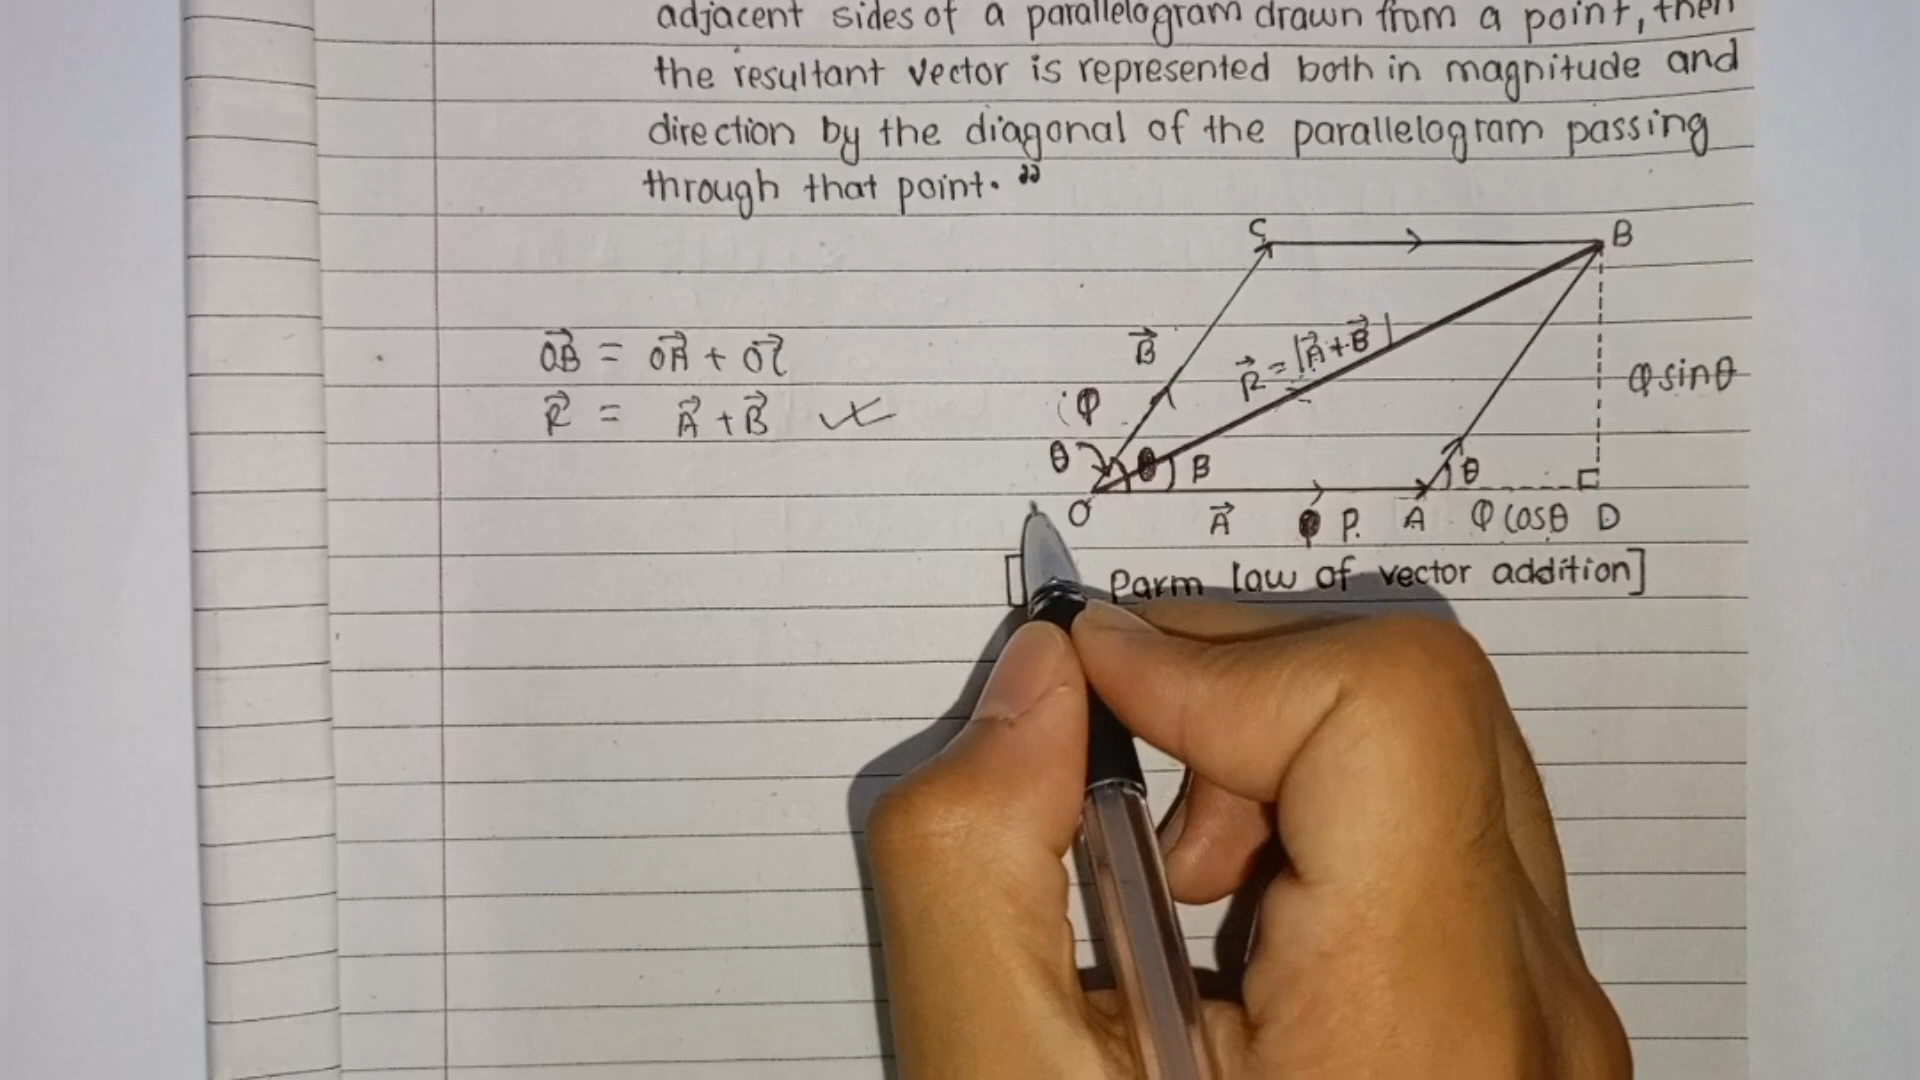 adjacent sides of a parallelogram drawn from a point, then
the resultant vector is represented both in magnitude and
direction by the diagonal of the parallelogram passing
through that point."
C B
OB⃗ = OA⃗ + OC⃗
R⃗ = A⃗ + B⃗
B⃗
R⃗ = |A⃗ + B⃗|
φ sinθ
φ
θ B θ
O A⃗ P. A φ cosθ D
[ Parm law of vector addition]